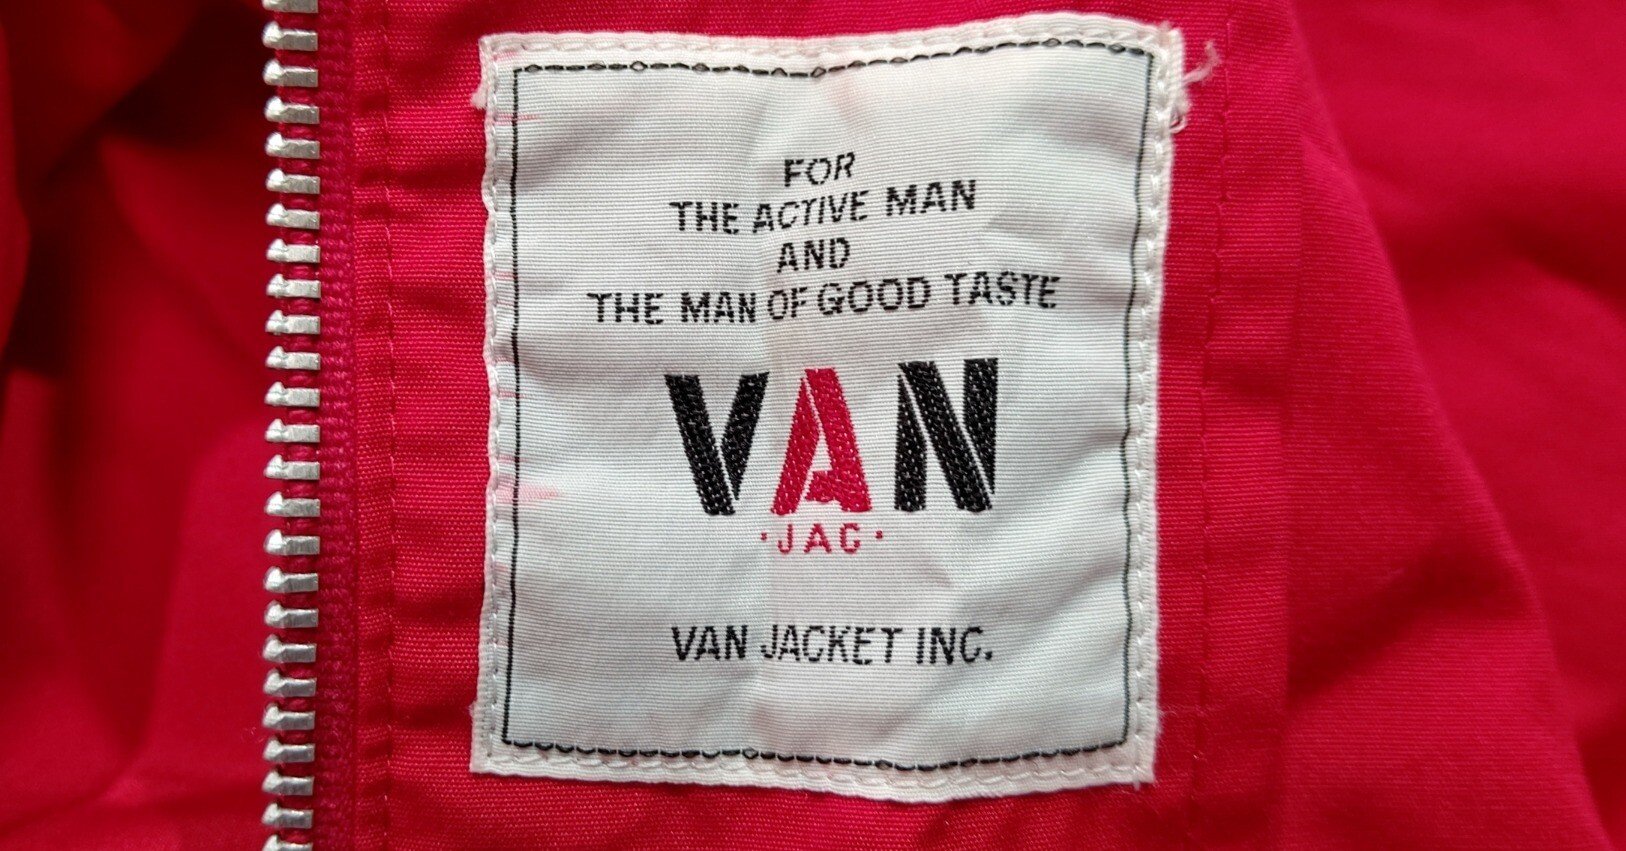 FOR
THE ACTIVE MAN
AND
THE MAN OF GOOD TASTE
VAN
·JAC·
VAN JACKET INC.